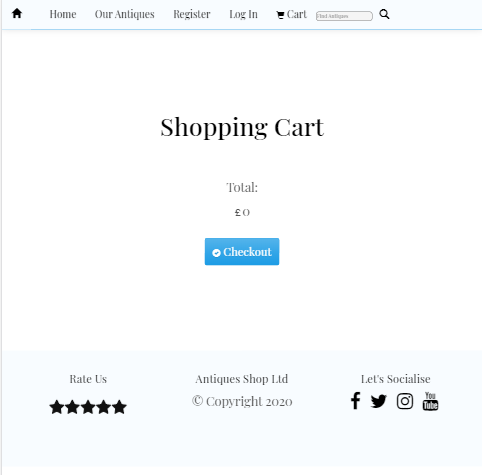 Home Our Antiques Register Log In Cart Find Antiques
Shopping Cart
Total:
£ 0
Checkout
Rate Us Antiques Shop Ltd Let's Socialise
© Copyright 2020
You
Tube